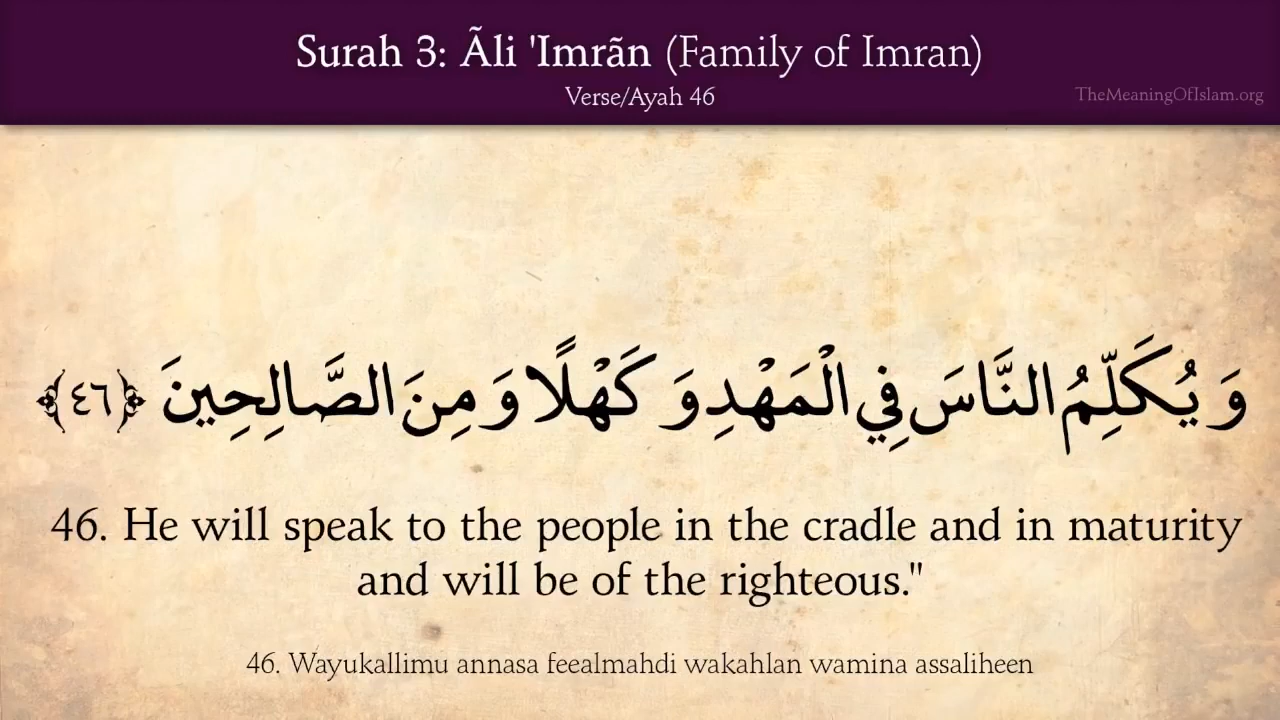 Surah 3: Ãli 'Imrãn (Family of Imran)
Verse/Ayah 46
TheMeaningOfIslam.org
وَيُكَلِّمُ النَّاسَ فِي الْمَهْدِ وَكَهْلًا وَمِنَ الصَّالِحِينَ ﴿٤٦﴾
46. He will speak to the people in the cradle and in maturity
and will be of the righteous."
46. Wayukallimu annasa feealmahdi wakahlan wamina assaliheen